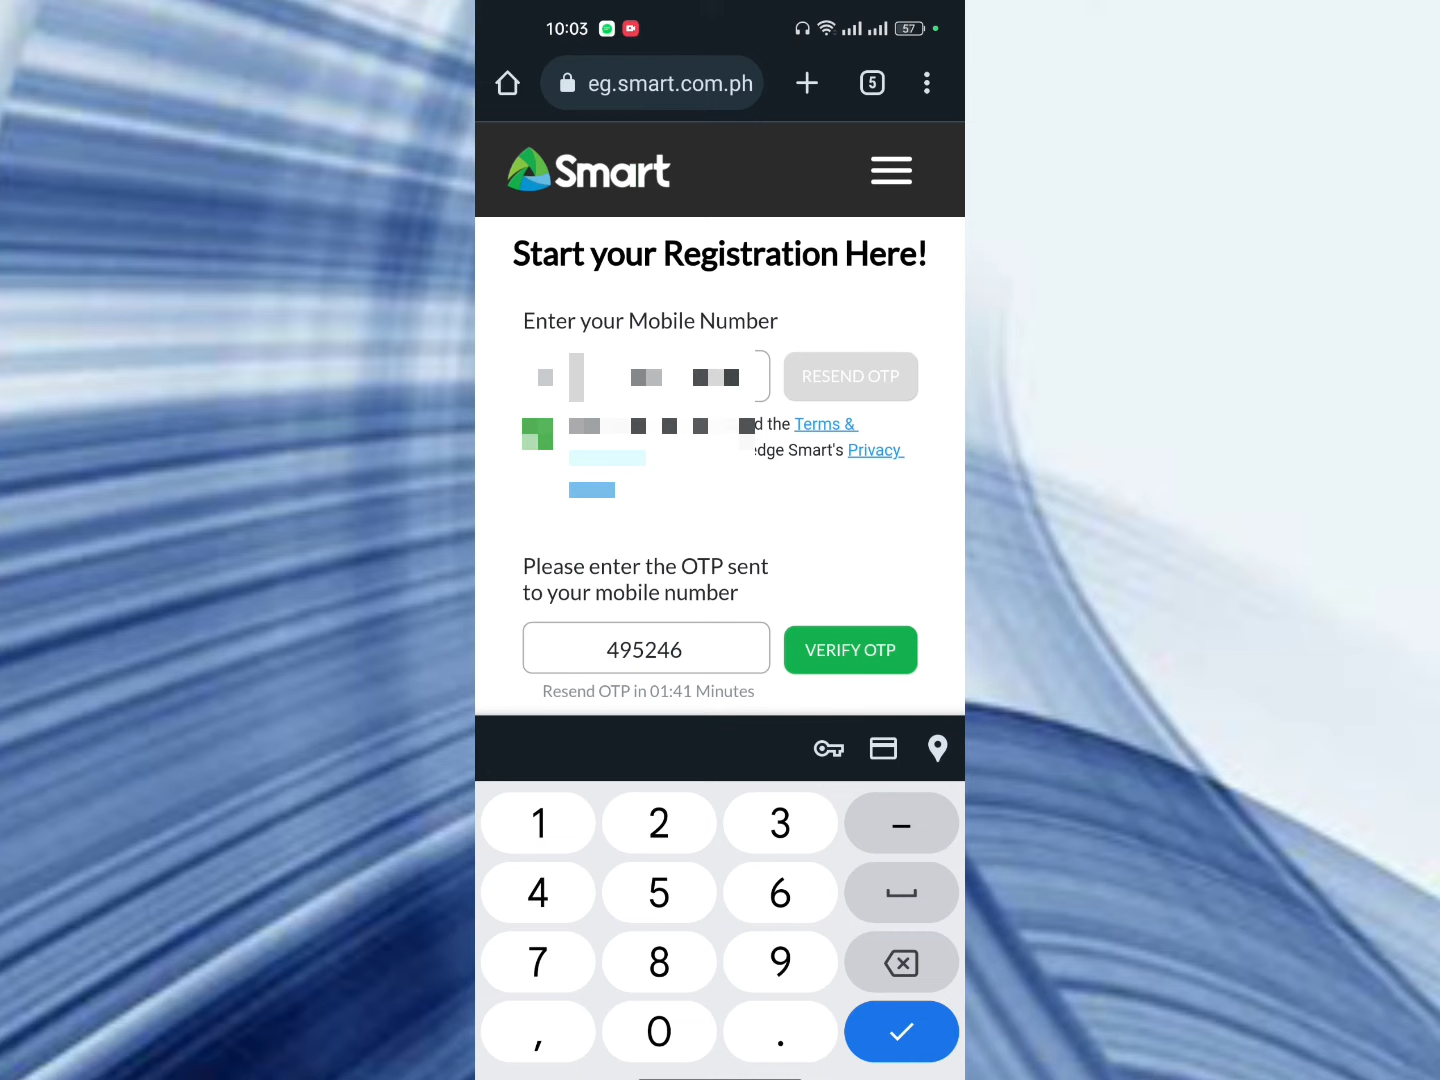 10:03
57
eg.smart.com.ph
5
Smart
Start your Registration Here!
Enter your Mobile Number
RESEND OTP
d the Terms &
edge Smart's Privacy
Please enter the OTP sent
to your mobile number
495246
VERIFY OTP
Resend OTP in 01:41 Minutes
1 2 3 –
4 5 6
7 8 9
, 0 .